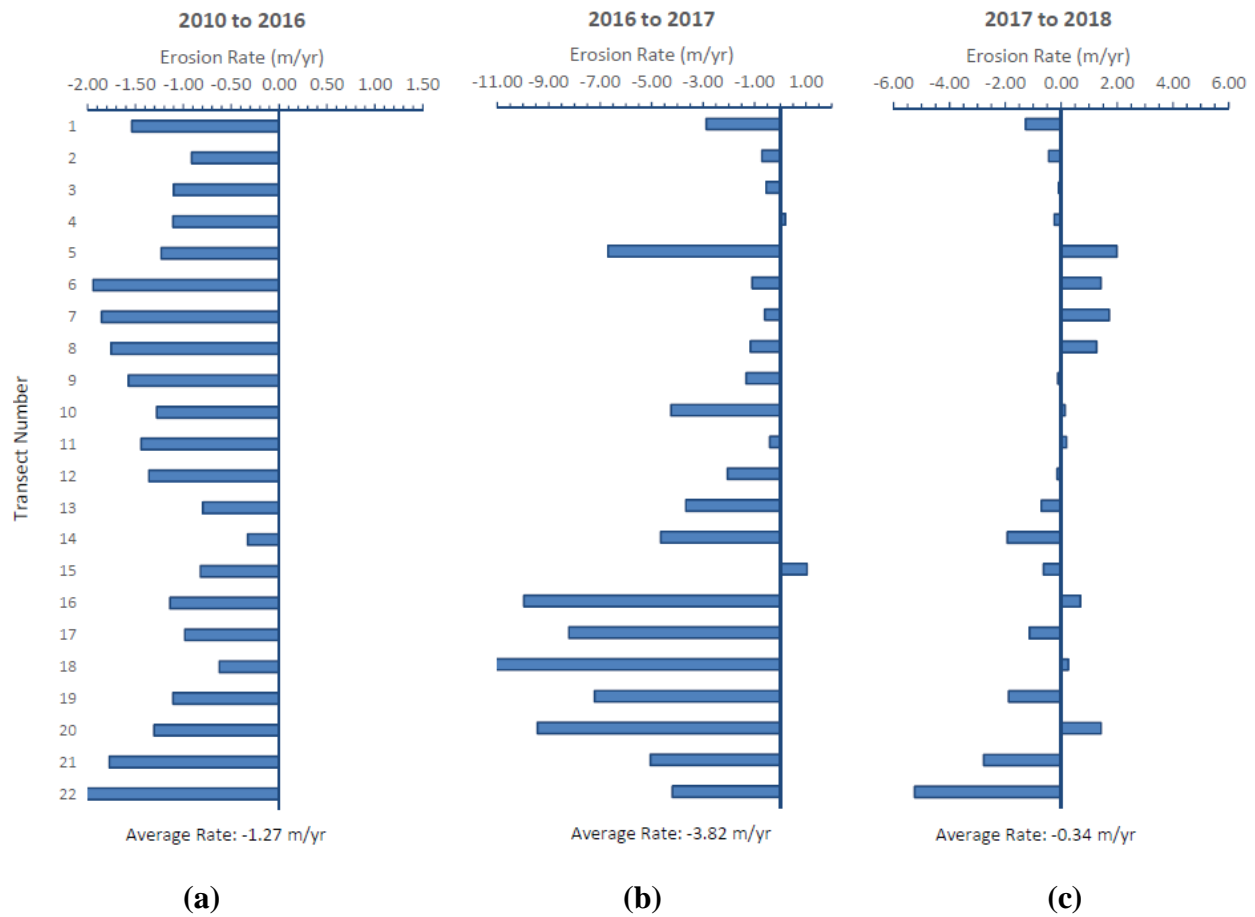 2010 to 2016
Erosion Rate (m/yr)
-2.00 -1.50 -1.00 -0.50 0.00 0.50 1.00 1.50
Transect Number
1
2
3
4
5
6
7
8
9
10
11
12
13
14
15
16
17
18
19
20
21
22
Average Rate: -1.27 m/yr
(a)
2016 to 2017
Erosion Rate (m/yr)
-11.00 -9.00 -7.00 -5.00 -3.00 -1.00 1.00
Average Rate: -3.82 m/yr
(b)
2017 to 2018
Erosion Rate (m/yr)
-6.00 -4.00 -2.00 0.00 2.00 4.00 6.00
Average Rate: -0.34 m/yr
(c)